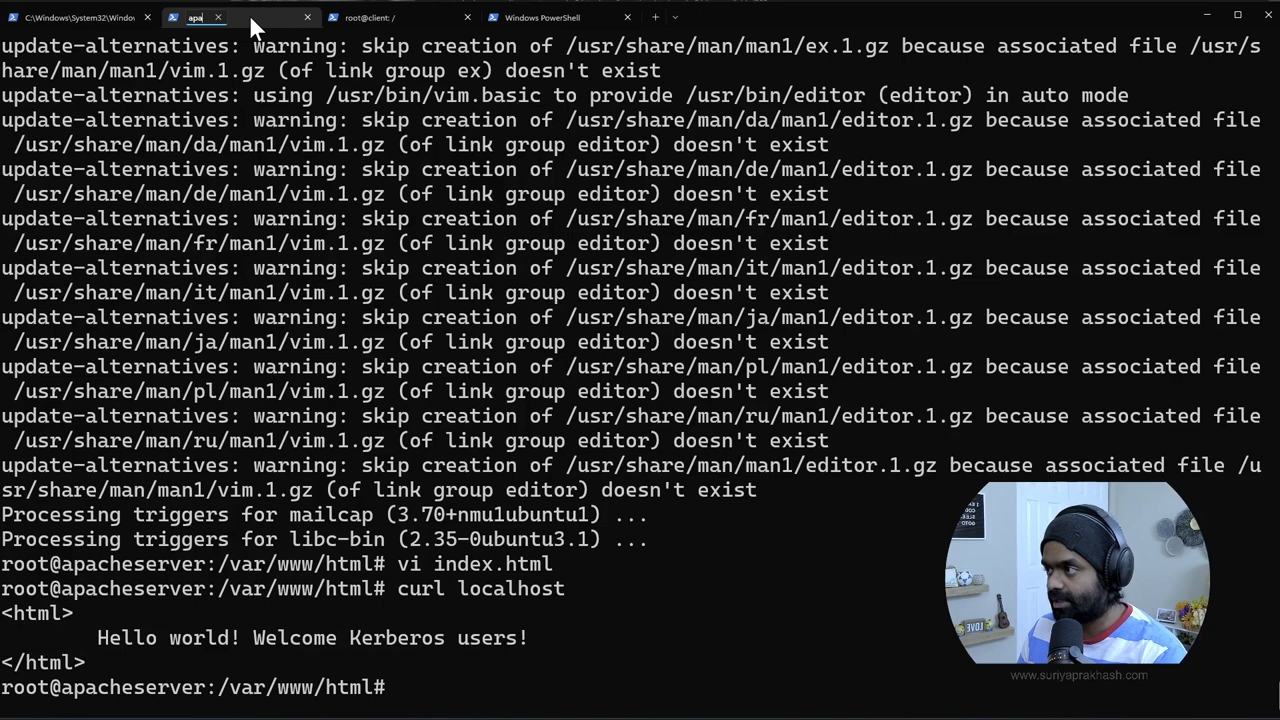 C:\Windows\System32\Windov
apa
root@client: /
Windows PowerShell
update-alternatives: warning: skip creation of /usr/share/man/man1/ex.1.gz because associated file /usr/s
hare/man/man1/vim.1.gz (of link group ex) doesn't exist
update-alternatives: using /usr/bin/vim.basic to provide /usr/bin/editor (editor) in auto mode
update-alternatives: warning: skip creation of /usr/share/man/da/man1/editor.1.gz because associated file
/usr/share/man/da/man1/vim.1.gz (of link group editor) doesn't exist
update-alternatives: warning: skip creation of /usr/share/man/de/man1/editor.1.gz because associated file
/usr/share/man/de/man1/vim.1.gz (of link group editor) doesn't exist
update-alternatives: warning: skip creation of /usr/share/man/fr/man1/editor.1.gz because associated file
/usr/share/man/fr/man1/vim.1.gz (of link group editor) doesn't exist
update-alternatives: warning: skip creation of /usr/share/man/it/man1/editor.1.gz because associated file
/usr/share/man/it/man1/vim.1.gz (of link group editor) doesn't exist
update-alternatives: warning: skip creation of /usr/share/man/ja/man1/editor.1.gz because associated file
/usr/share/man/ja/man1/vim.1.gz (of link group editor) doesn't exist
update-alternatives: warning: skip creation of /usr/share/man/pl/man1/editor.1.gz because associated file
/usr/share/man/pl/man1/vim.1.gz (of link group editor) doesn't exist
update-alternatives: warning: skip creation of /usr/share/man/ru/man1/editor.1.gz because associated file
/usr/share/man/ru/man1/vim.1.gz (of link group editor) doesn't exist
update-alternatives: warning: skip creation of /usr/share/man/man1/editor.1.gz because associated file /u
sr/share/man/man1/vim.1.gz (of link group editor) doesn't exist
Processing triggers for mailcap (3.70+nmu1ubuntu1) ...
Processing triggers for libc-bin (2.35-0ubuntu3.1) ...
root@apacheserver:/var/www/html# vi index.html
root@apacheserver:/var/www/html# curl localhost
<html>
Hello world! Welcome Kerberos users!
</html>
root@apacheserver:/var/www/html#
www.suriyaprakhash.com